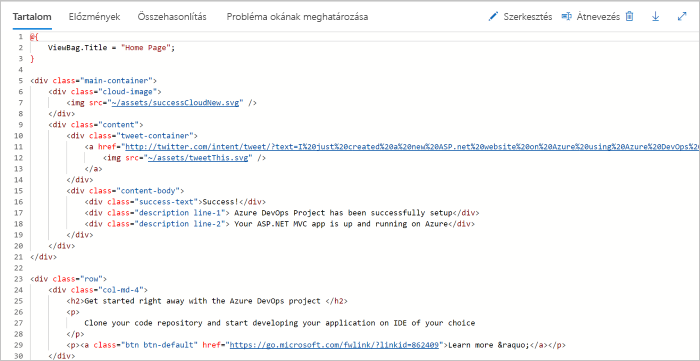 Tartalom Előzmények Összehasonlítás Probléma okának meghatározása Szerkesztés Átnevezés
1 @{
2 ViewBag.Title = "Home Page";
3 }
4
5 <div class="main-container">
6 <div class="cloud-image">
7 <img src="~/assets/successCloudNew.svg" />
8 </div>
9 <div class="content">
10 <div class="tweet-container">
11 <a href="http://twitter.com/intent/tweet/?text=I%20just%20created%20a%20new%20ASP.net%20website%20on%20Azure%20using%20Azure%20DevOps%20
12 <img src="~/assets/tweetThis.svg" />
13 </a>
14 </div>
15 <div class="content-body">
16 <div class="success-text">Success!</div>
17 <div class="description line-1"> Azure DevOps Project has been successfully setup</div>
18 <div class="description line-2"> Your ASP.NET MVC app is up and running on Azure</div>
19 </div>
20 </div>
21 </div>
22
23 <div class="row">
24 <div class="col-md-4">
25 <h2>Get started right away with the Azure DevOps project </h2>
26 <p>
27 Clone your code repository and start developing your application on IDE of your choice
28 </p>
29 <p><a class="btn btn-default" href="https://go.microsoft.com/fwlink/?linkid=862409">Learn more &raquo;</a></p>
30 </div>